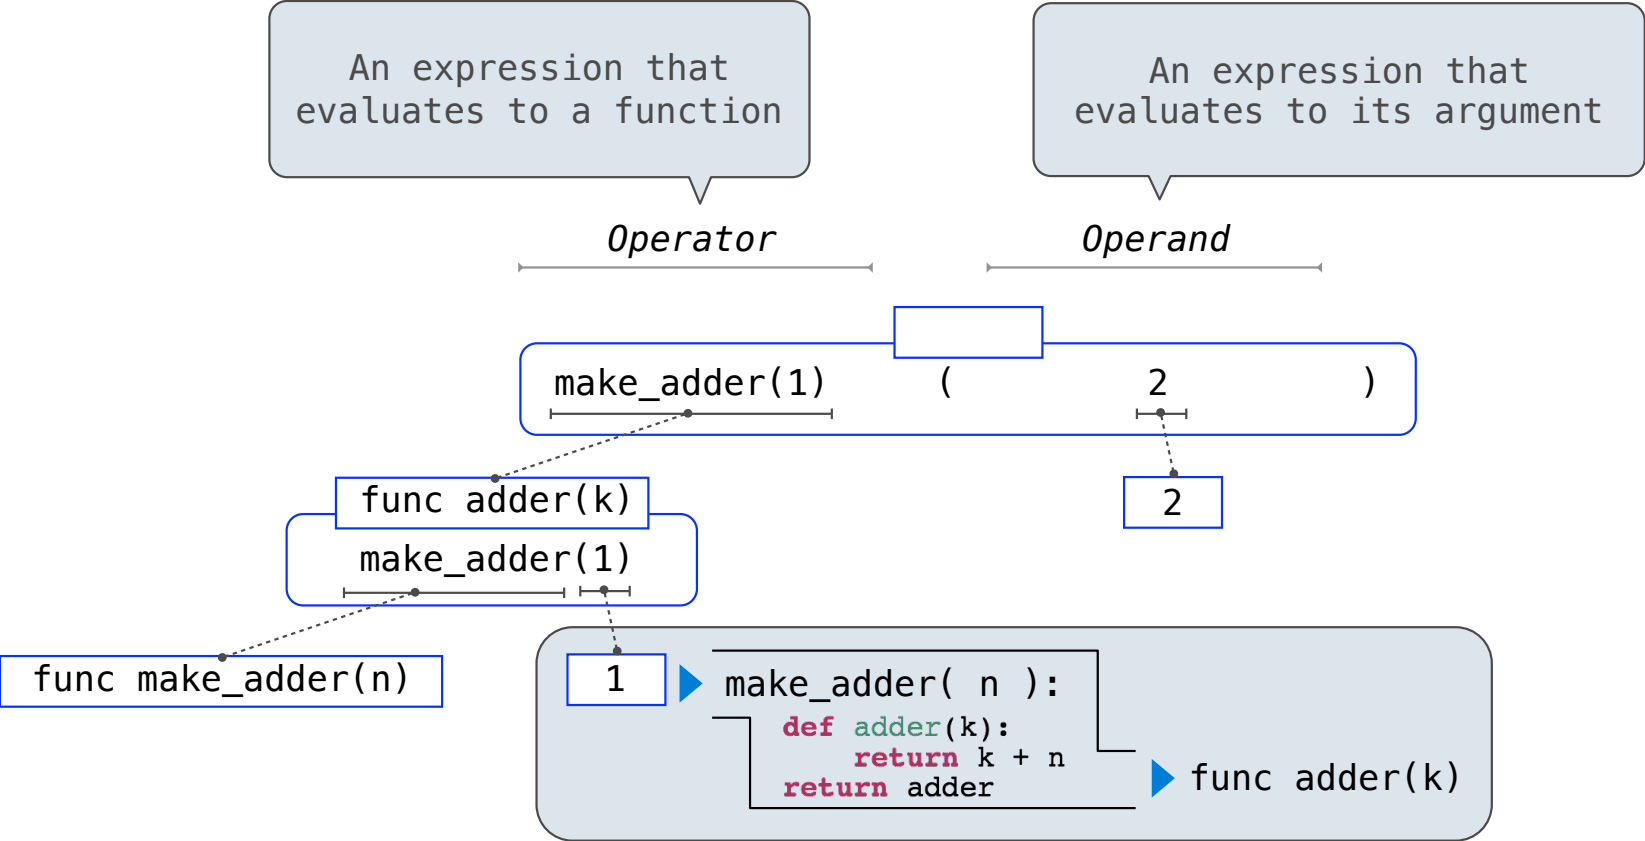 An expression that
evaluates to a function
An expression that
evaluates to its argument
Operator
Operand
make_adder(1) ( 2 )
func adder(k)
2
make_adder(1)
func make_adder(n)
1
make_adder( n ):
def adder(k):
return k + n
return adder
func adder(k)